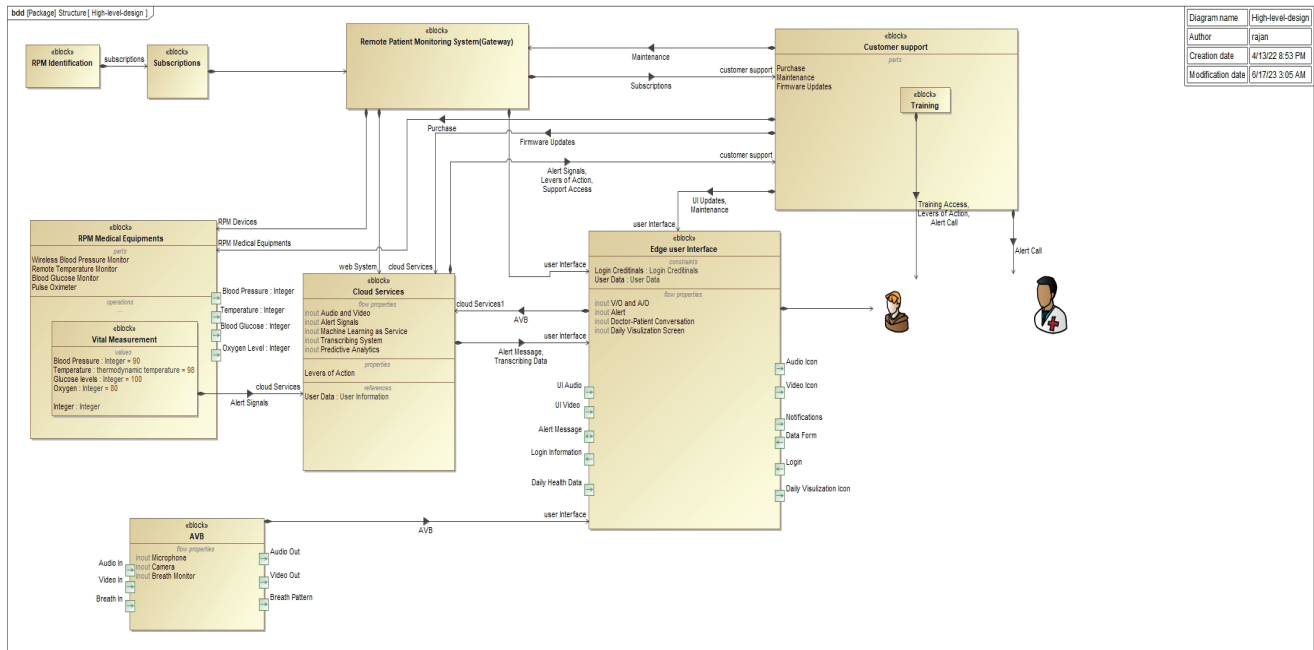 bdd [Package] Structure [ High-level-design ]
Diagram name High-level-design
Author rajan
Creation date 4/13/22 8:53 PM
Modification date 6/17/23 3:05 AM
«block»
RPM Identification
subscriptions
«block»
Subscriptions
«block»
Remote Patient Monitoring System(Gateway)
Maintenance
customer support
Subscriptions
«block»
Customer support
parts
Purchase
Maintenance
Firmware Updates
«block»
Training
Purchase
Firmware Updates
customer support
Alert Signals,
Levers of Action,
Support Access
UI Updates,
Maintenance
user Interface
Training Access,
Levers of Action,
Alert Call
Alert Call
RPM Devices
RPM Medical Equipments
web System
cloud Services
user Interface
«block»
RPM Medical Equipments
parts
Wireless Blood Pressure Monitor
Remote Temperature Monitor
Blood Glucose Monitor
Pulse Oximeter
operations
...
«block»
Vital Measurement
values
Blood Pressure : Integer = 90
Temperature : thermodynamic temperature = 98
Glucose levels : Integer = 100
Oxygen : Integer = 80
Integer : Integer
Blood Pressure : Integer
Temperature : Integer
Blood Glucose : Integer
Oxygen Level : Integer
cloud Services
Alert Signals
«block»
Cloud Services
flow properties
inout Audio and Video
inout Alert Signals
inout Machine Learning as Service
inout Transcribing System
inout Predictive Analytics
properties
Levers of Action
references
User Data : User Information
cloud Services1
AVB
user Interface
Alert Message,
Transcribing Data
«block»
Edge user Interface
constraints
Login Creditinals : Login Creditinals
User Data : User Data
flow properties
inout V/O and A/O
inout Alert
inout Doctor-Patient Conversation
inout Daily Visulization Screen
UI Audio
UI Video
Alert Message
Login Information
Daily Health Data
Audio Icon
Video Icon
Notifications
Data Form
Login
Daily Visulization Icon
user Interface
AVB
«block»
AVB
flow properties
inout Microphone
inout Camera
inout Breath Monitor
Audio In
Video In
Breath In
Audio Out
Video Out
Breath Pattern